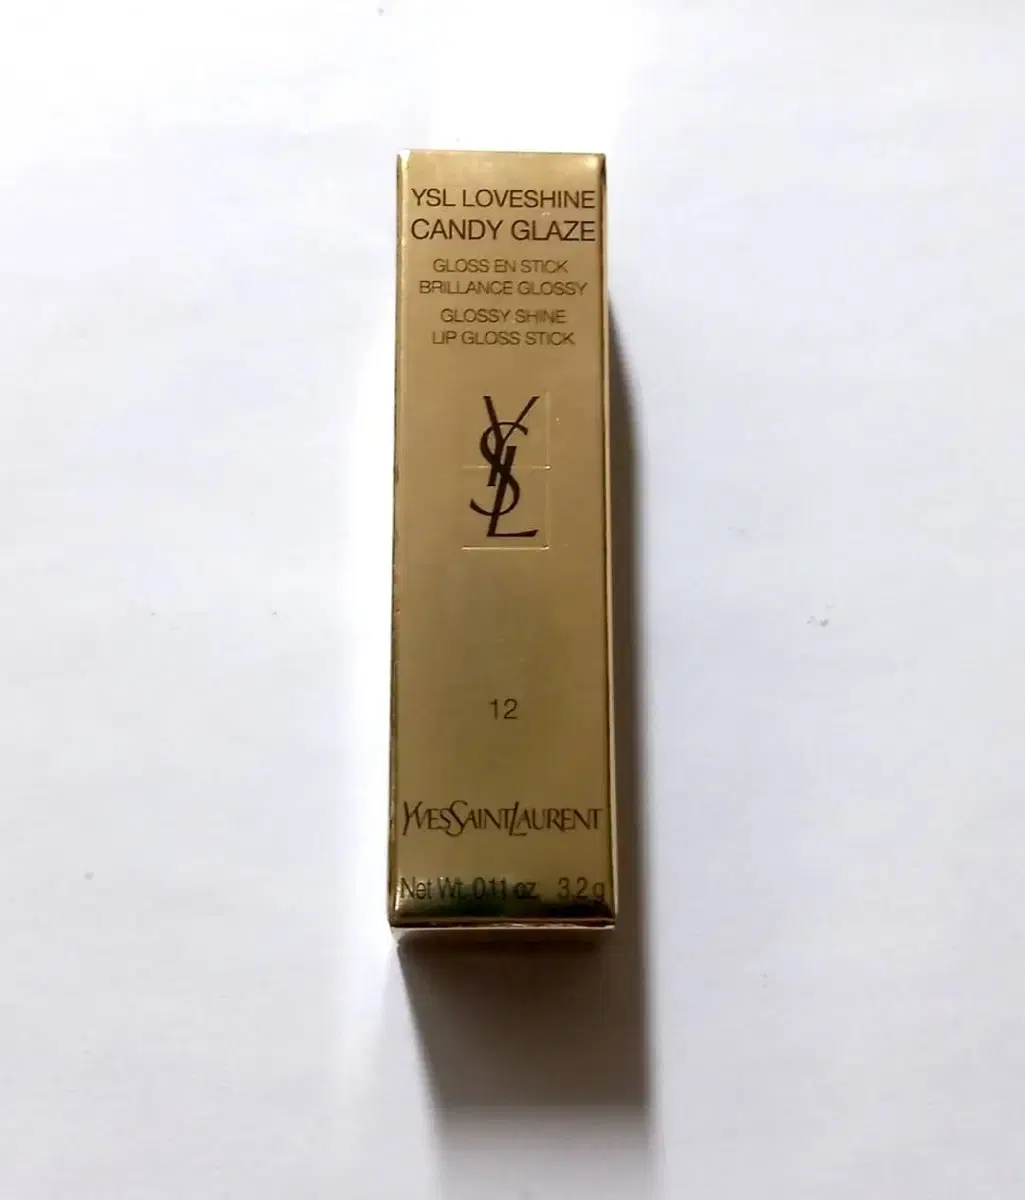 YSL LOVESHINE
CANDY GLAZE
GLOSS EN STICK
BRILLANCE GLOSSY
GLOSSY SHINE
LIP GLOSS STICK
YSL
12
YVESSAINTLAURENT
Net Wt. 0.11 oz. 3.2 g